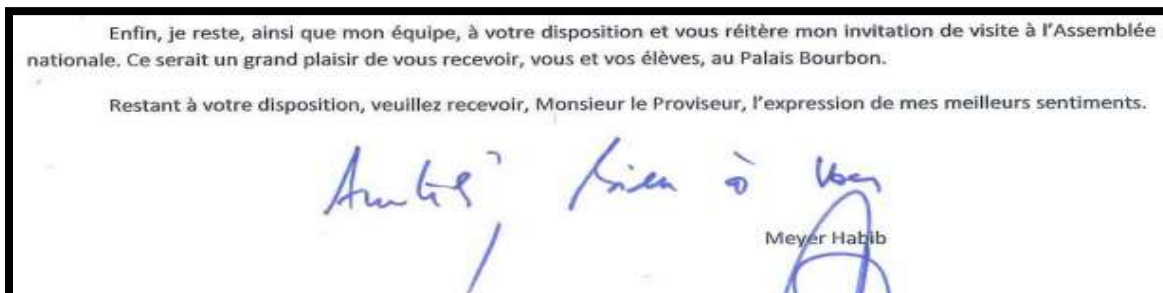 Enfin, je reste, ainsi que mon équipe, à votre disposition et vous réitère mon invitation de visite à l'Assemblée
nationale. Ce serait un grand plaisir de vous recevoir, vous et vos élèves, au Palais Bourbon.
Restant à votre disposition, veuillez recevoir, Monsieur le Proviseur, l'expression de mes meilleurs sentiments.
Amitiés, bien à vous
Meyer Habib